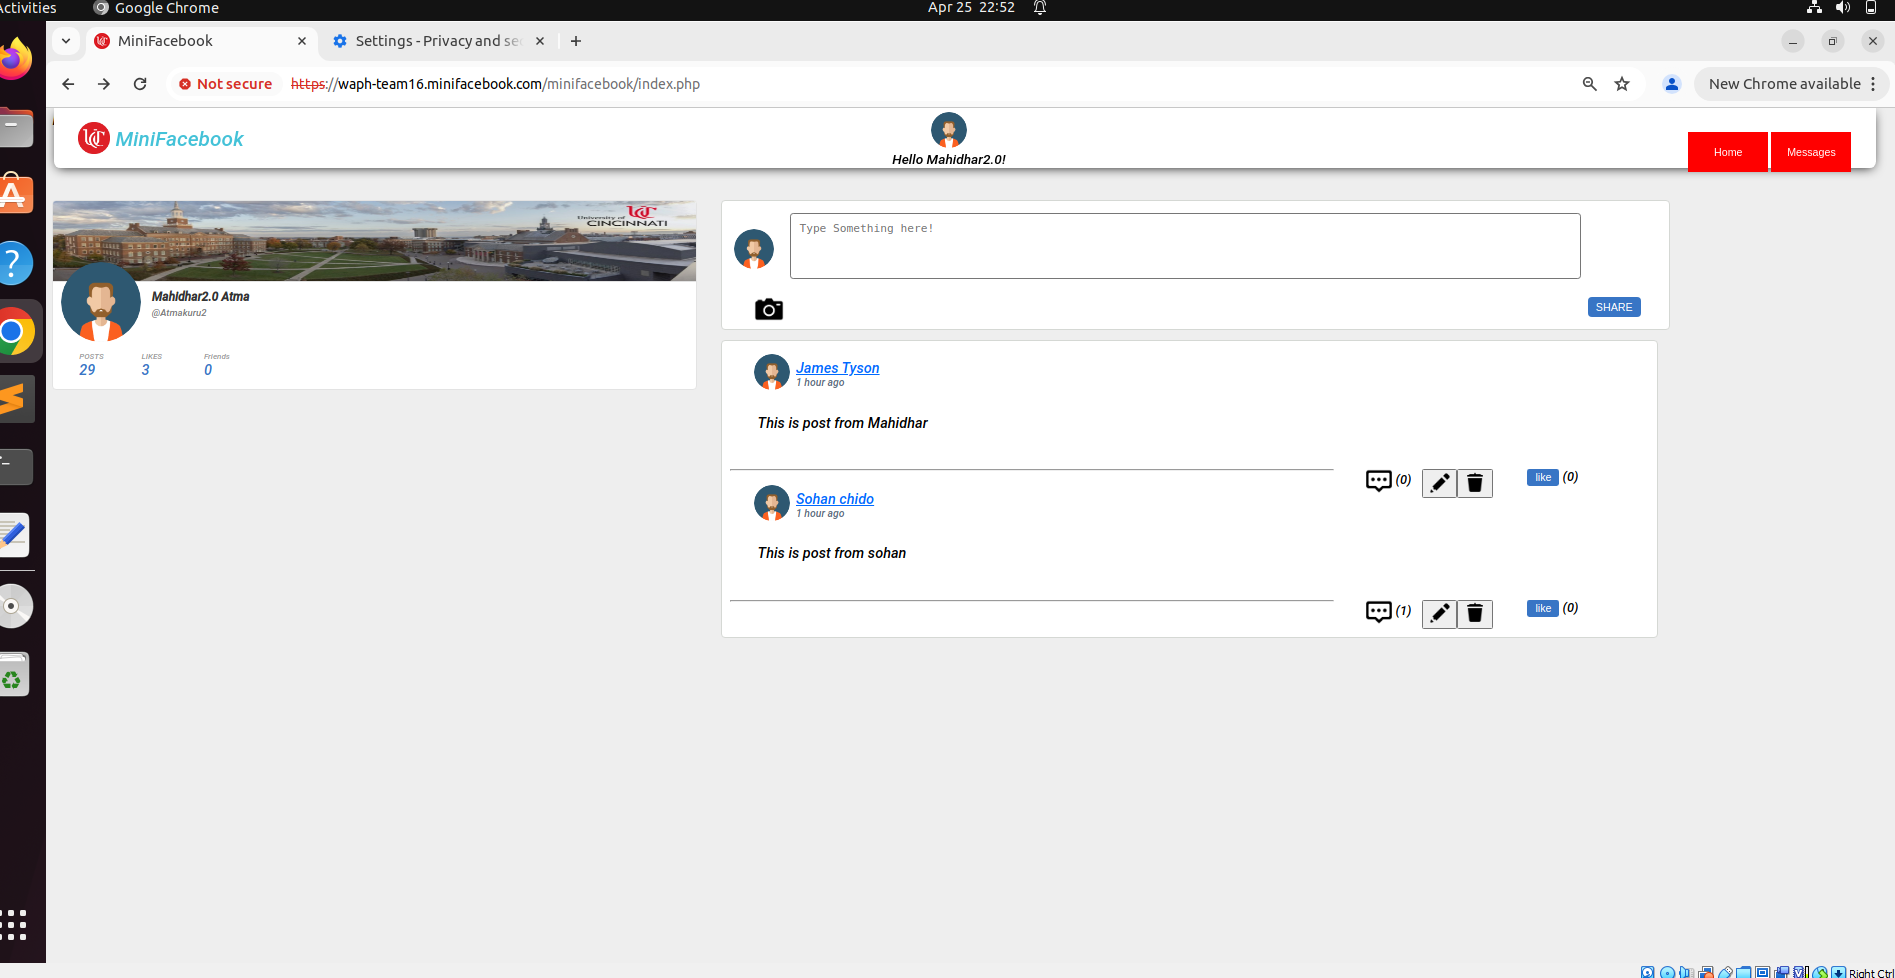 Activities
Google Chrome
Apr 25 22:52
MiniFacebook
Settings - Privacy and sec
Not secure
https://waph-team16.minifacebook.com/minifacebook/index.php
New Chrome available
MiniFacebook
Hello Mahidhar2.0!
Home
Messages
University of
CINCINNATI
Mahidhar2.0 Atma
@Atmakuru2
POSTS
LIKES
Friends
29
3
0
Type Something here!
SHARE
James Tyson
1 hour ago
This is post from Mahidhar
(0)
like
(0)
Sohan chido
1 hour ago
This is post from sohan
(1)
like
(0)
Right Ctrl